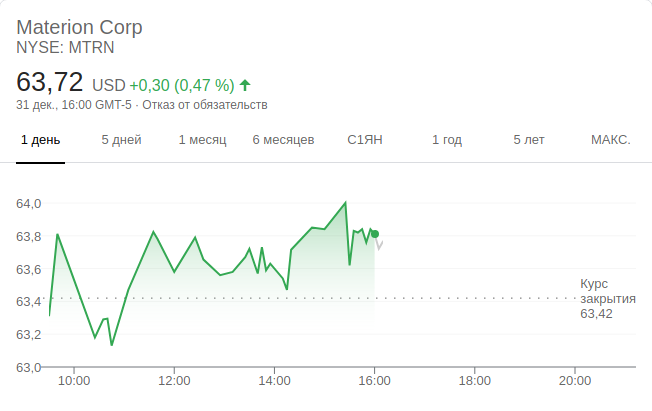 Materion Corp
NYSE: MTRN
63,72 USD +0,30 (0,47 %)
31 дек., 16:00 GMT-5 · Отказ от обязательств
1 день 5 дней 1 месяц 6 месяцев С1ЯН 1 год 5 лет МАКС.
64,0
63,8
63,6
Курс
63,4 закрытия
63,42
63,2
63,0
10:00 12:00 14:00 16:00 18:00 20:00